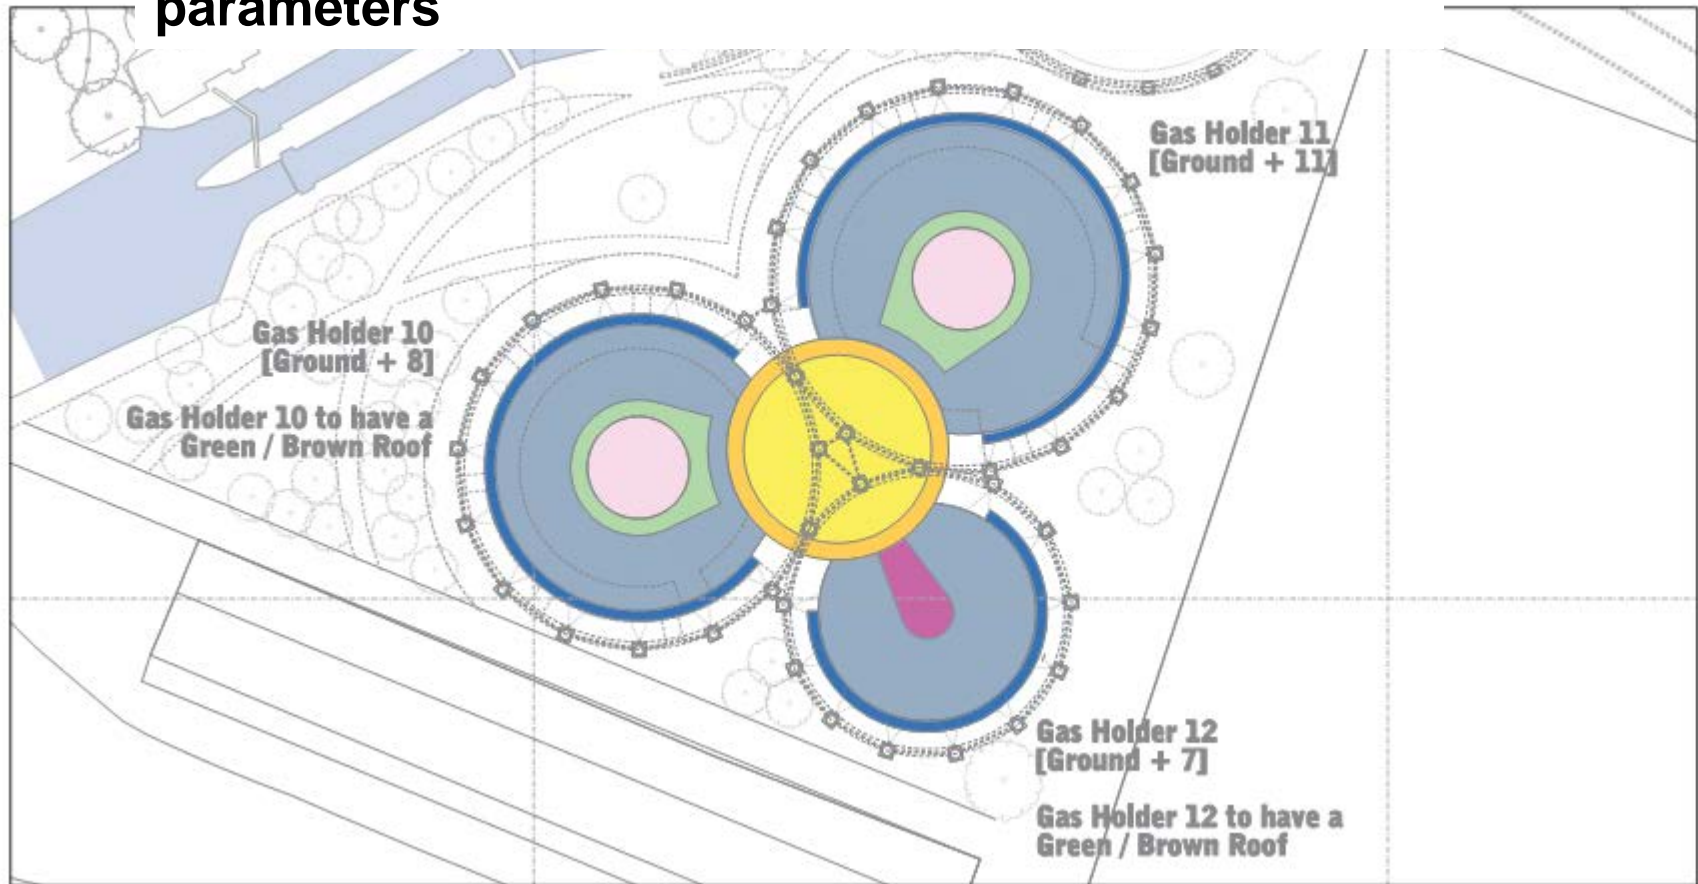 parameters
Gas Holder 11
[Ground + 11]
Gas Holder 10
[Ground + 8]
Gas Holder 10 to have a
Green / Brown Roof
Gas Holder 12
[Ground + 7]
Gas Holder 12 to have a
Green / Brown Roof